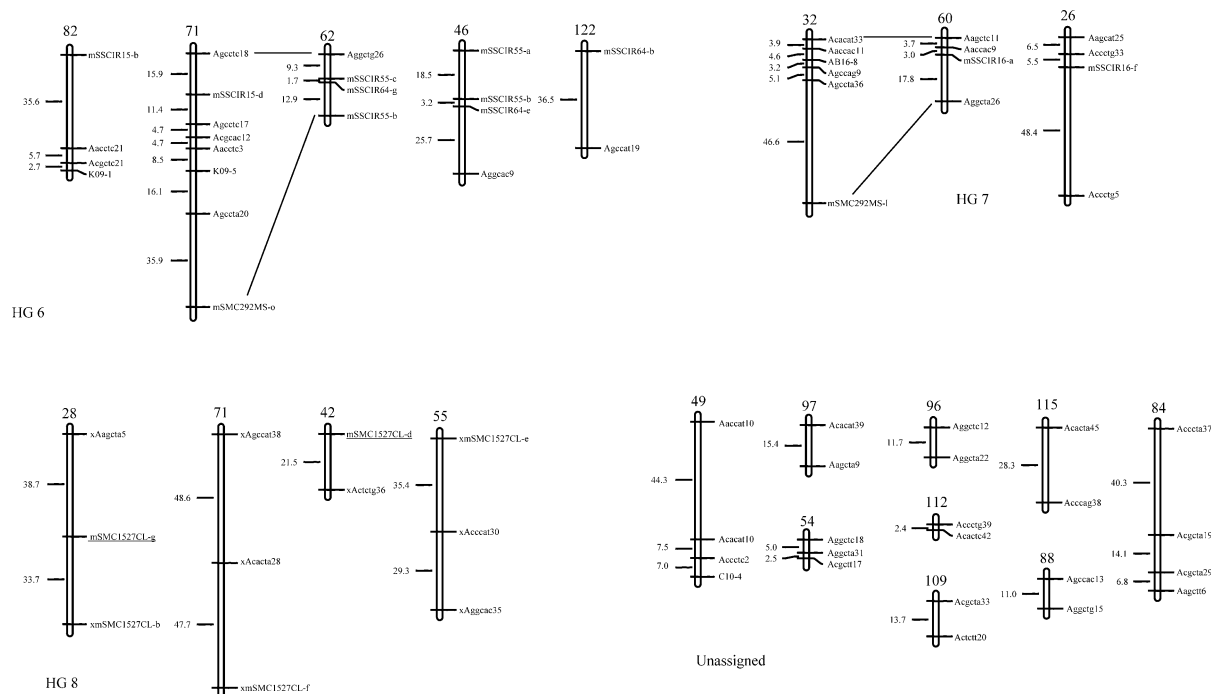 82
mSSCIR15-b
35.6
Aacctc21
5.7
Acgctc21
2.7
K09-1
71
Agcctc18
15.9
mSSCIR15-d
11.4
Agcctc17
4.7
Acgcac12
4.7
Aacctc3
8.5
K09-5
16.1
Agccta20
35.9
mSMC292MS-o
62
Aggctg26
9.3
mSSCIR55-c
1.7
mSSCIR64-g
12.9
mSSCIR55-b
46
mSSCIR55-a
18.5
mSSCIR55-b
3.2
mSSCIR64-e
25.7
Aggcac9
122
mSSCIR64-b
36.5
Agccat19
HG 6
32
Acacat33
3.9
Aaccac11
4.6
AB16-8
3.2
Agccag9
5.1
Agccta36
46.6
mSMC292MS-l
60
Aagctc11
3.7
Aaccac9
3.0
mSSCIR16-a
17.8
Aggcta26
26
Aagcat25
6.5
Accctg33
5.5
mSSCIR16-f
48.4
Accctg5
HG 7
28
xAagcta5
38.7
mSMC1527CL-g
33.7
xmSMC1527CL-b
71
xAgccat38
48.6
xAcacta28
47.7
xmSMC1527CL-f
42
mSMC1527CL-d
21.5
xActctg36
55
xmSMC1527CL-e
35.4
xAcccat30
29.3
xAggcac35
HG 8
49
Aaccat10
44.3
Acacat10
7.5
Accctc2
7.0
C10-4
97
Acacat39
15.4
Aagcta9
54
Aggctc18
5.0
Aggcta31
2.5
Acgctt17
96
Aggctc12
11.7
Aggcta22
112
Accctg39
2.4
Acactc42
109
Acgcta33
13.7
Actctt20
115
Acacta45
28.3
Acccag38
88
Agccac13
11.0
Aggctg15
84
Acccta37
40.3
Acgcta19
14.1
Acgcta29
6.8
Aagctt6
Unassigned